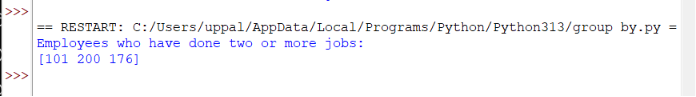 >>>
== RESTART: C:/Users/uppal/AppData/Local/Programs/Python/Python313/group by.py =
Employees who have done two or more jobs:
[101 200 176]
>>>